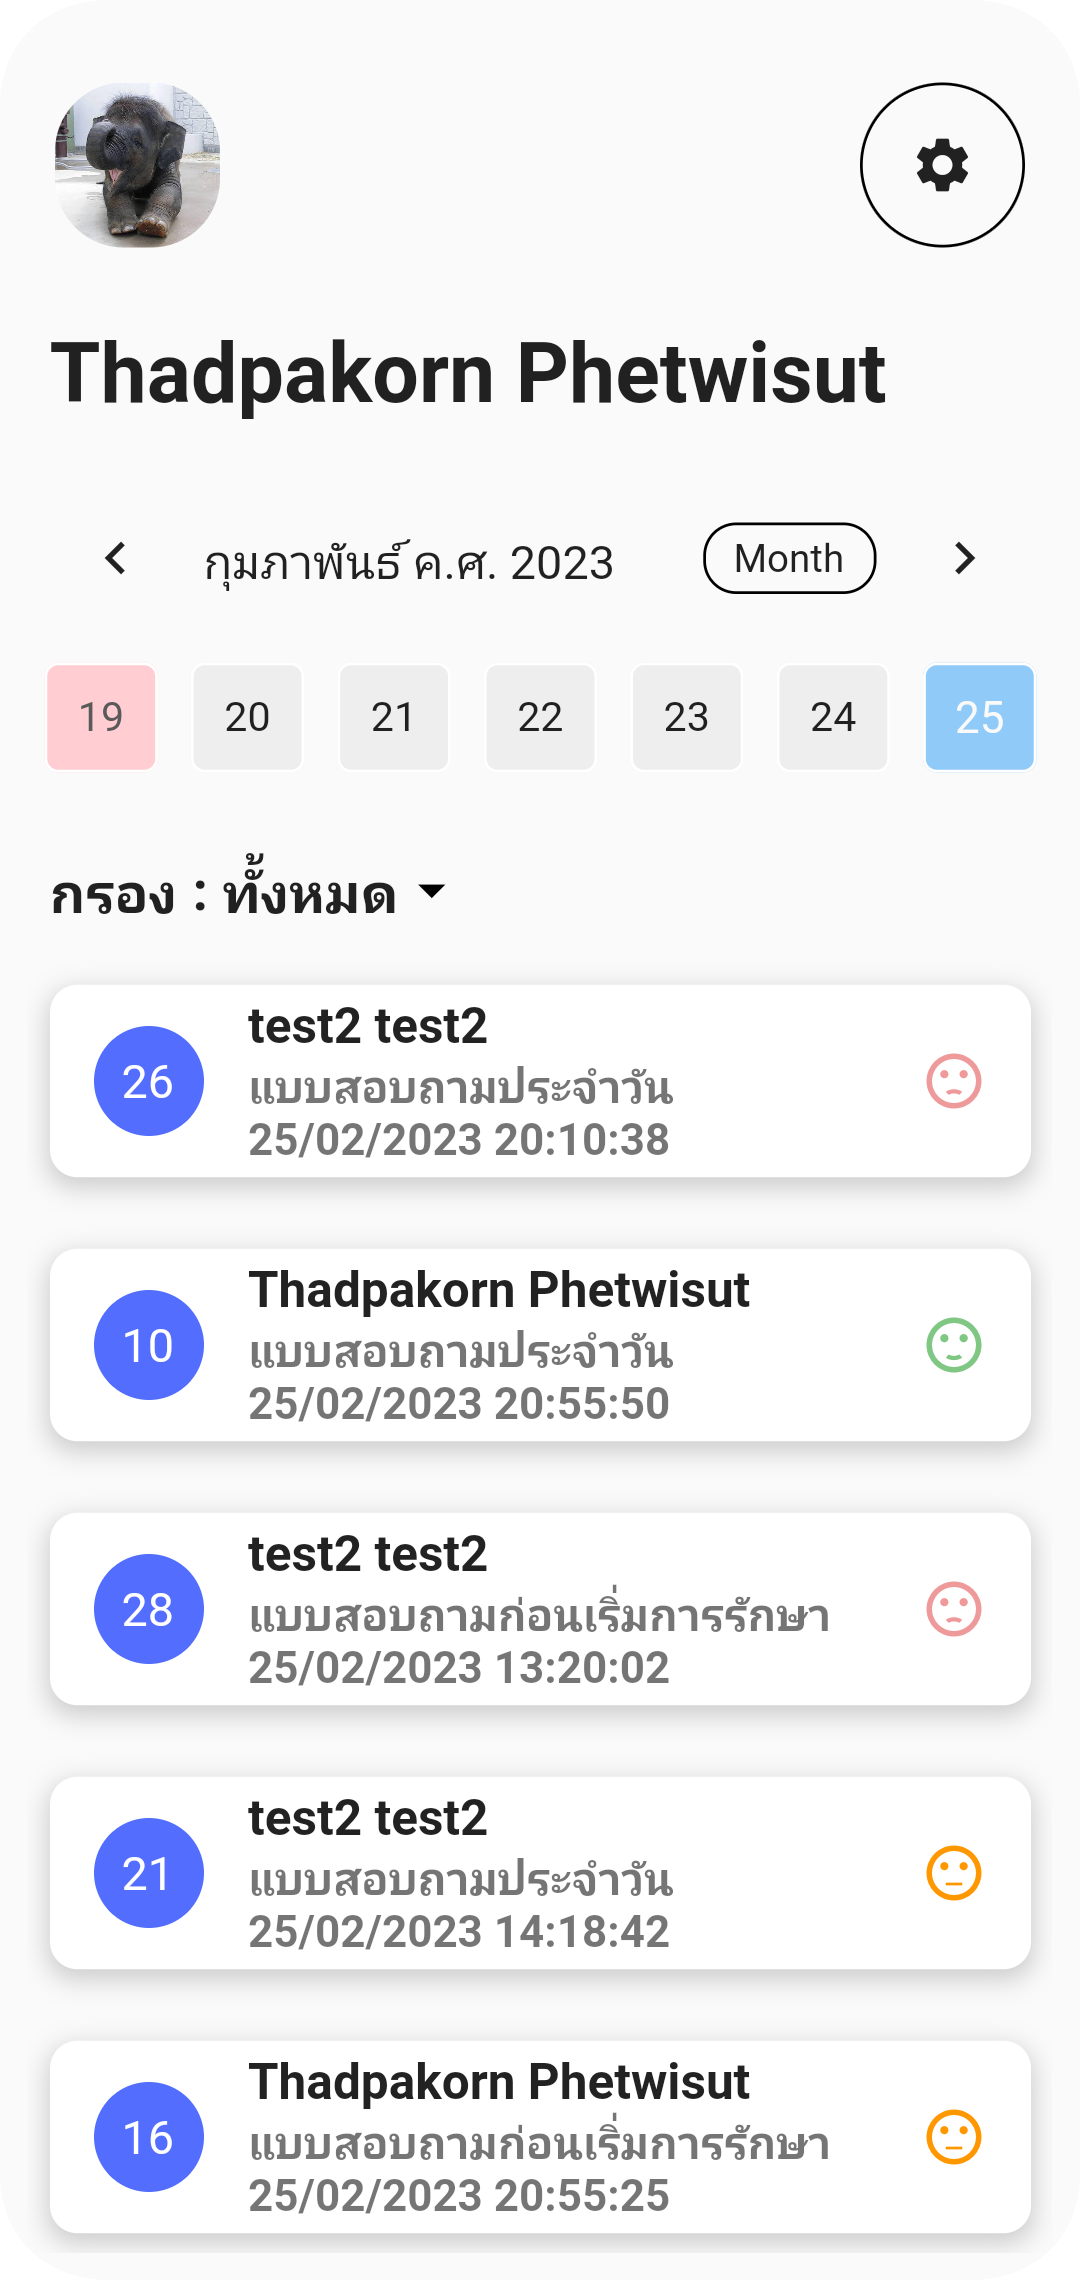 Thadpakorn Phetwisut
กุมภาพันธ์ ค.ศ. 2023
Month
19 20 21 22 23 24 25
กรอง : ทั้งหมด
26
test2 test2
แบบสอบถามประจำวัน
25/02/2023 20:10:38
10
Thadpakorn Phetwisut
แบบสอบถามประจำวัน
25/02/2023 20:55:50
28
test2 test2
แบบสอบถามก่อนเริ่มการรักษา
25/02/2023 13:20:02
21
test2 test2
แบบสอบถามประจำวัน
25/02/2023 14:18:42
16
Thadpakorn Phetwisut
แบบสอบถามก่อนเริ่มการรักษา
25/02/2023 20:55:25